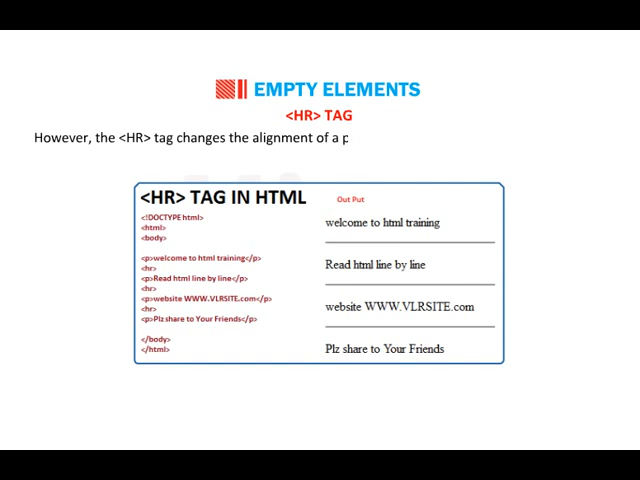 EMPTY ELEMENTS
<HR> TAG
However, the <HR> tag changes the alignment of a p
<HR> TAG IN HTML
<!DOCTYPE html>
<html>
<body>
<p>welcome to html training</p>
<hr>
<p>Read html line by line</p>
<hr>
<p>website WWW.VLRSITE.com</p>
<hr>
<p>Plz share to Your Friends</p>
</body>
</html>
Out Put
welcome to html training
Read html line by line
website WWW.VLRSITE.com
Plz share to Your Friends